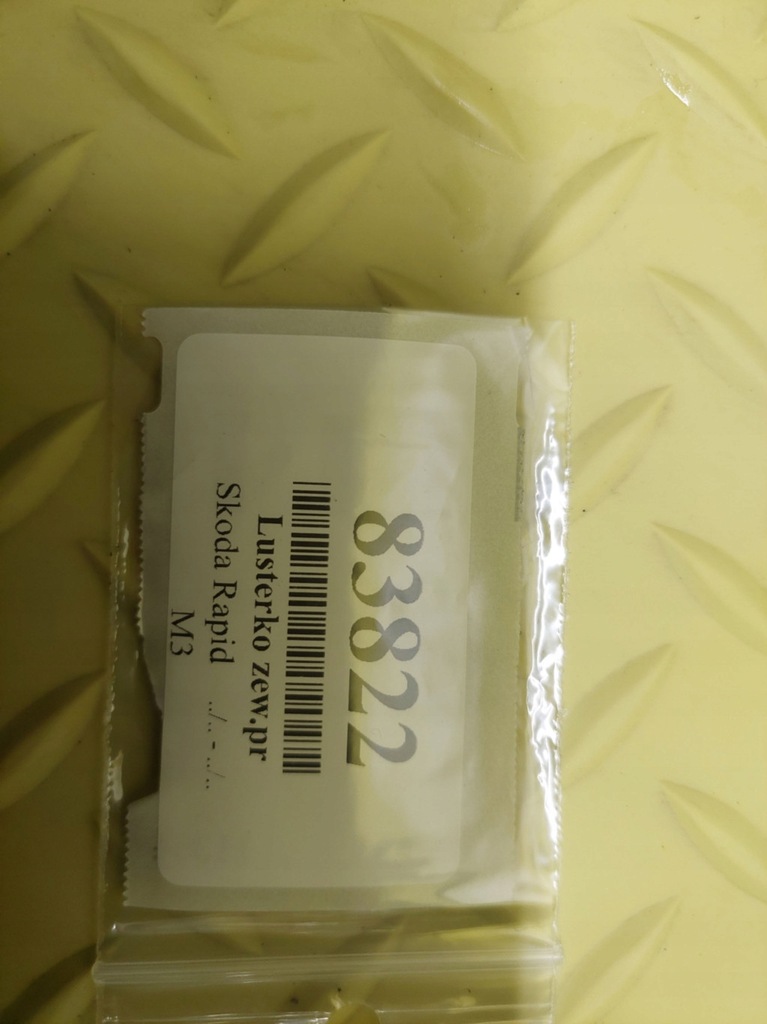 83822
Lusterko zew.pr
Skoda Rapid ../.. - ../..
M3